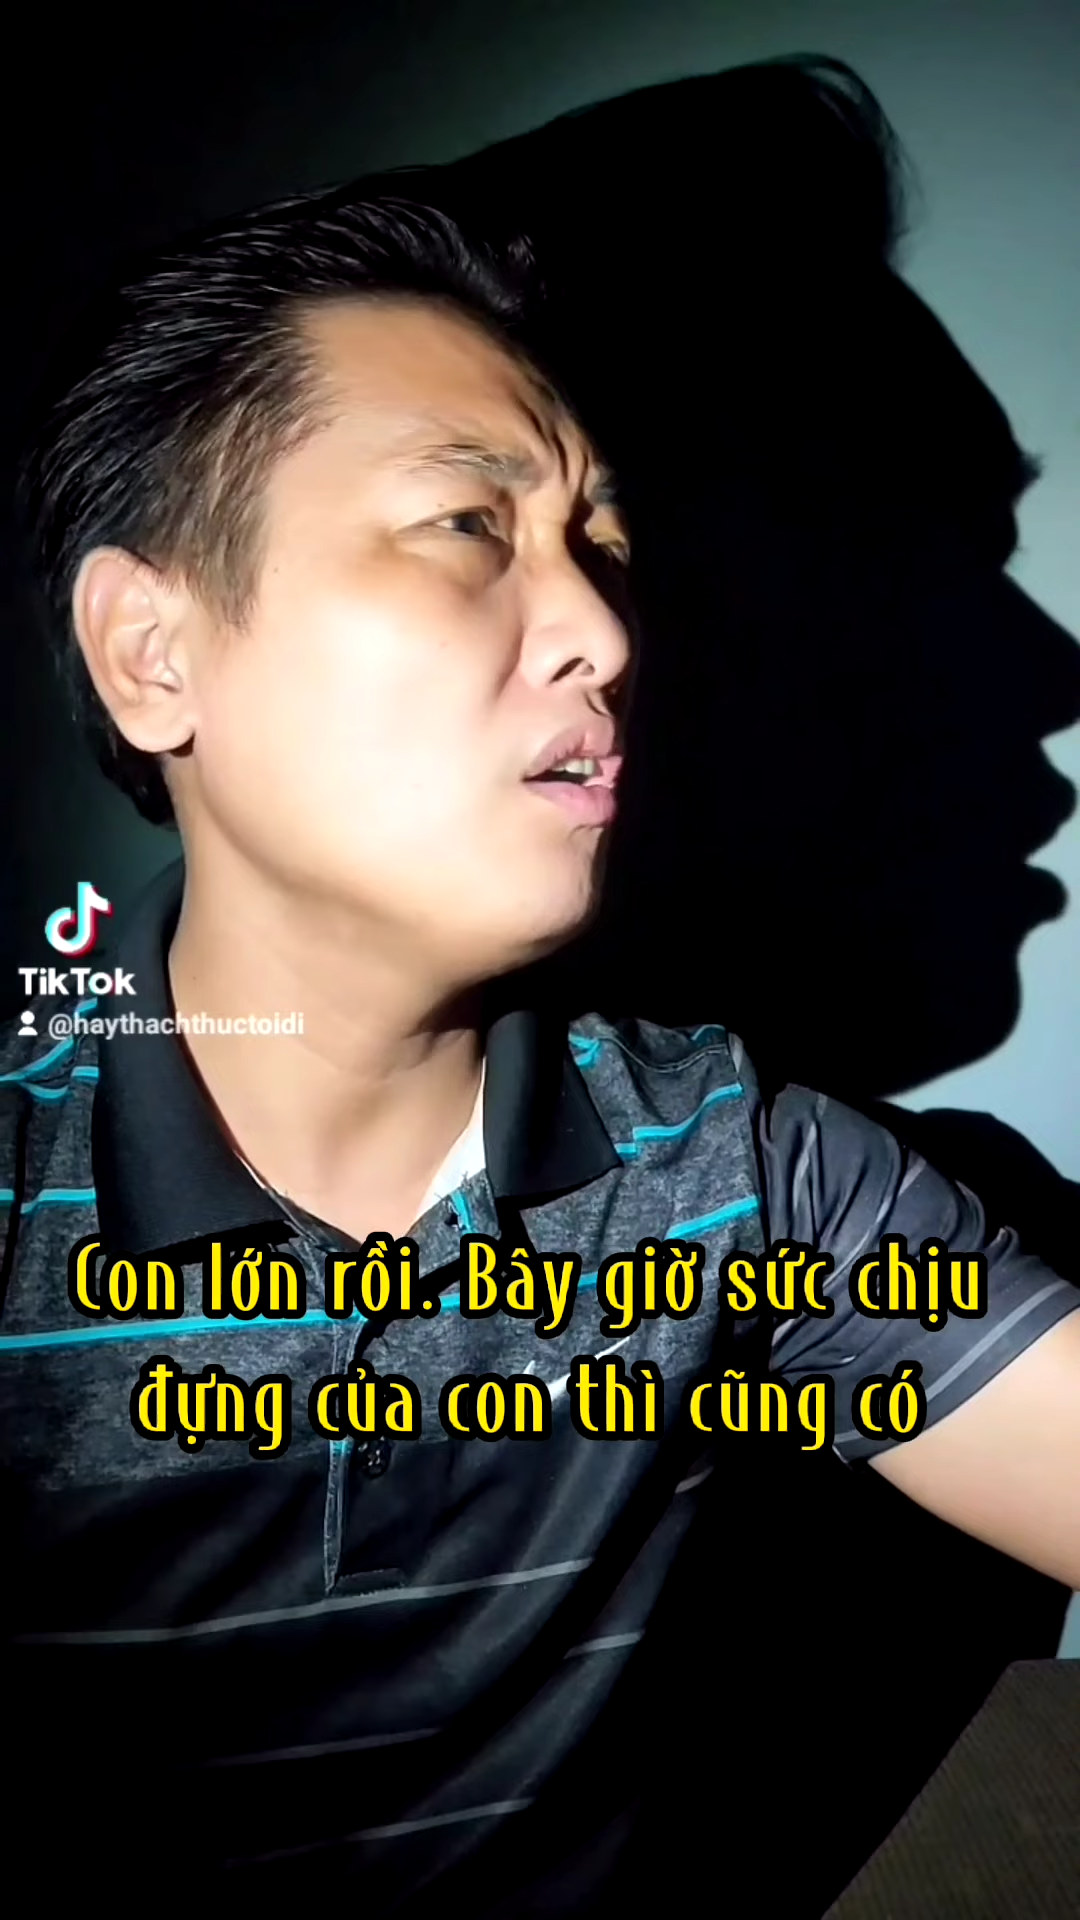 TikTok
@haythachthuctoidi
Con lớn rồi. Bây giờ sức chịu
đựng của con thì cũng có